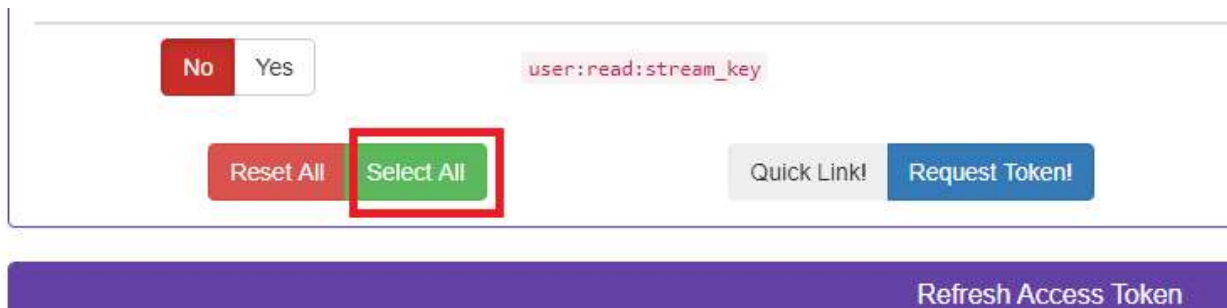 No Yes user:read:stream_key
Reset All Select All Quick Link! Request Token!
Refresh Access Token